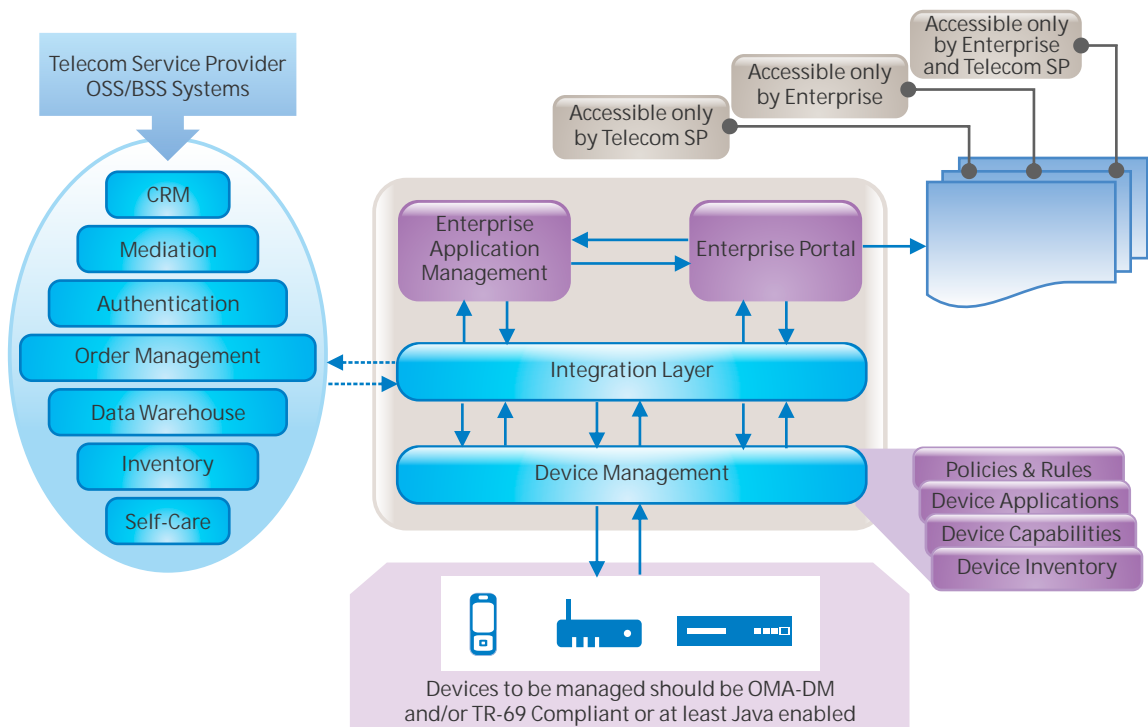 Telecom Service Provider
OSS/BSS Systems
CRM
Mediation
Authentication
Order Management
Data Warehouse
Inventory
Self-Care
Accessible only
by Telecom SP
Accessible only
by Enterprise
Accessible only
by Enterprise
and Telecom SP
Enterprise
Application
Management
Enterprise Portal
Integration Layer
Device Management
Policies & Rules
Device Applications
Device Capabilities
Device Inventory
Devices to be managed should be OMA-DM
and/or TR-69 Compliant or at least Java enabled